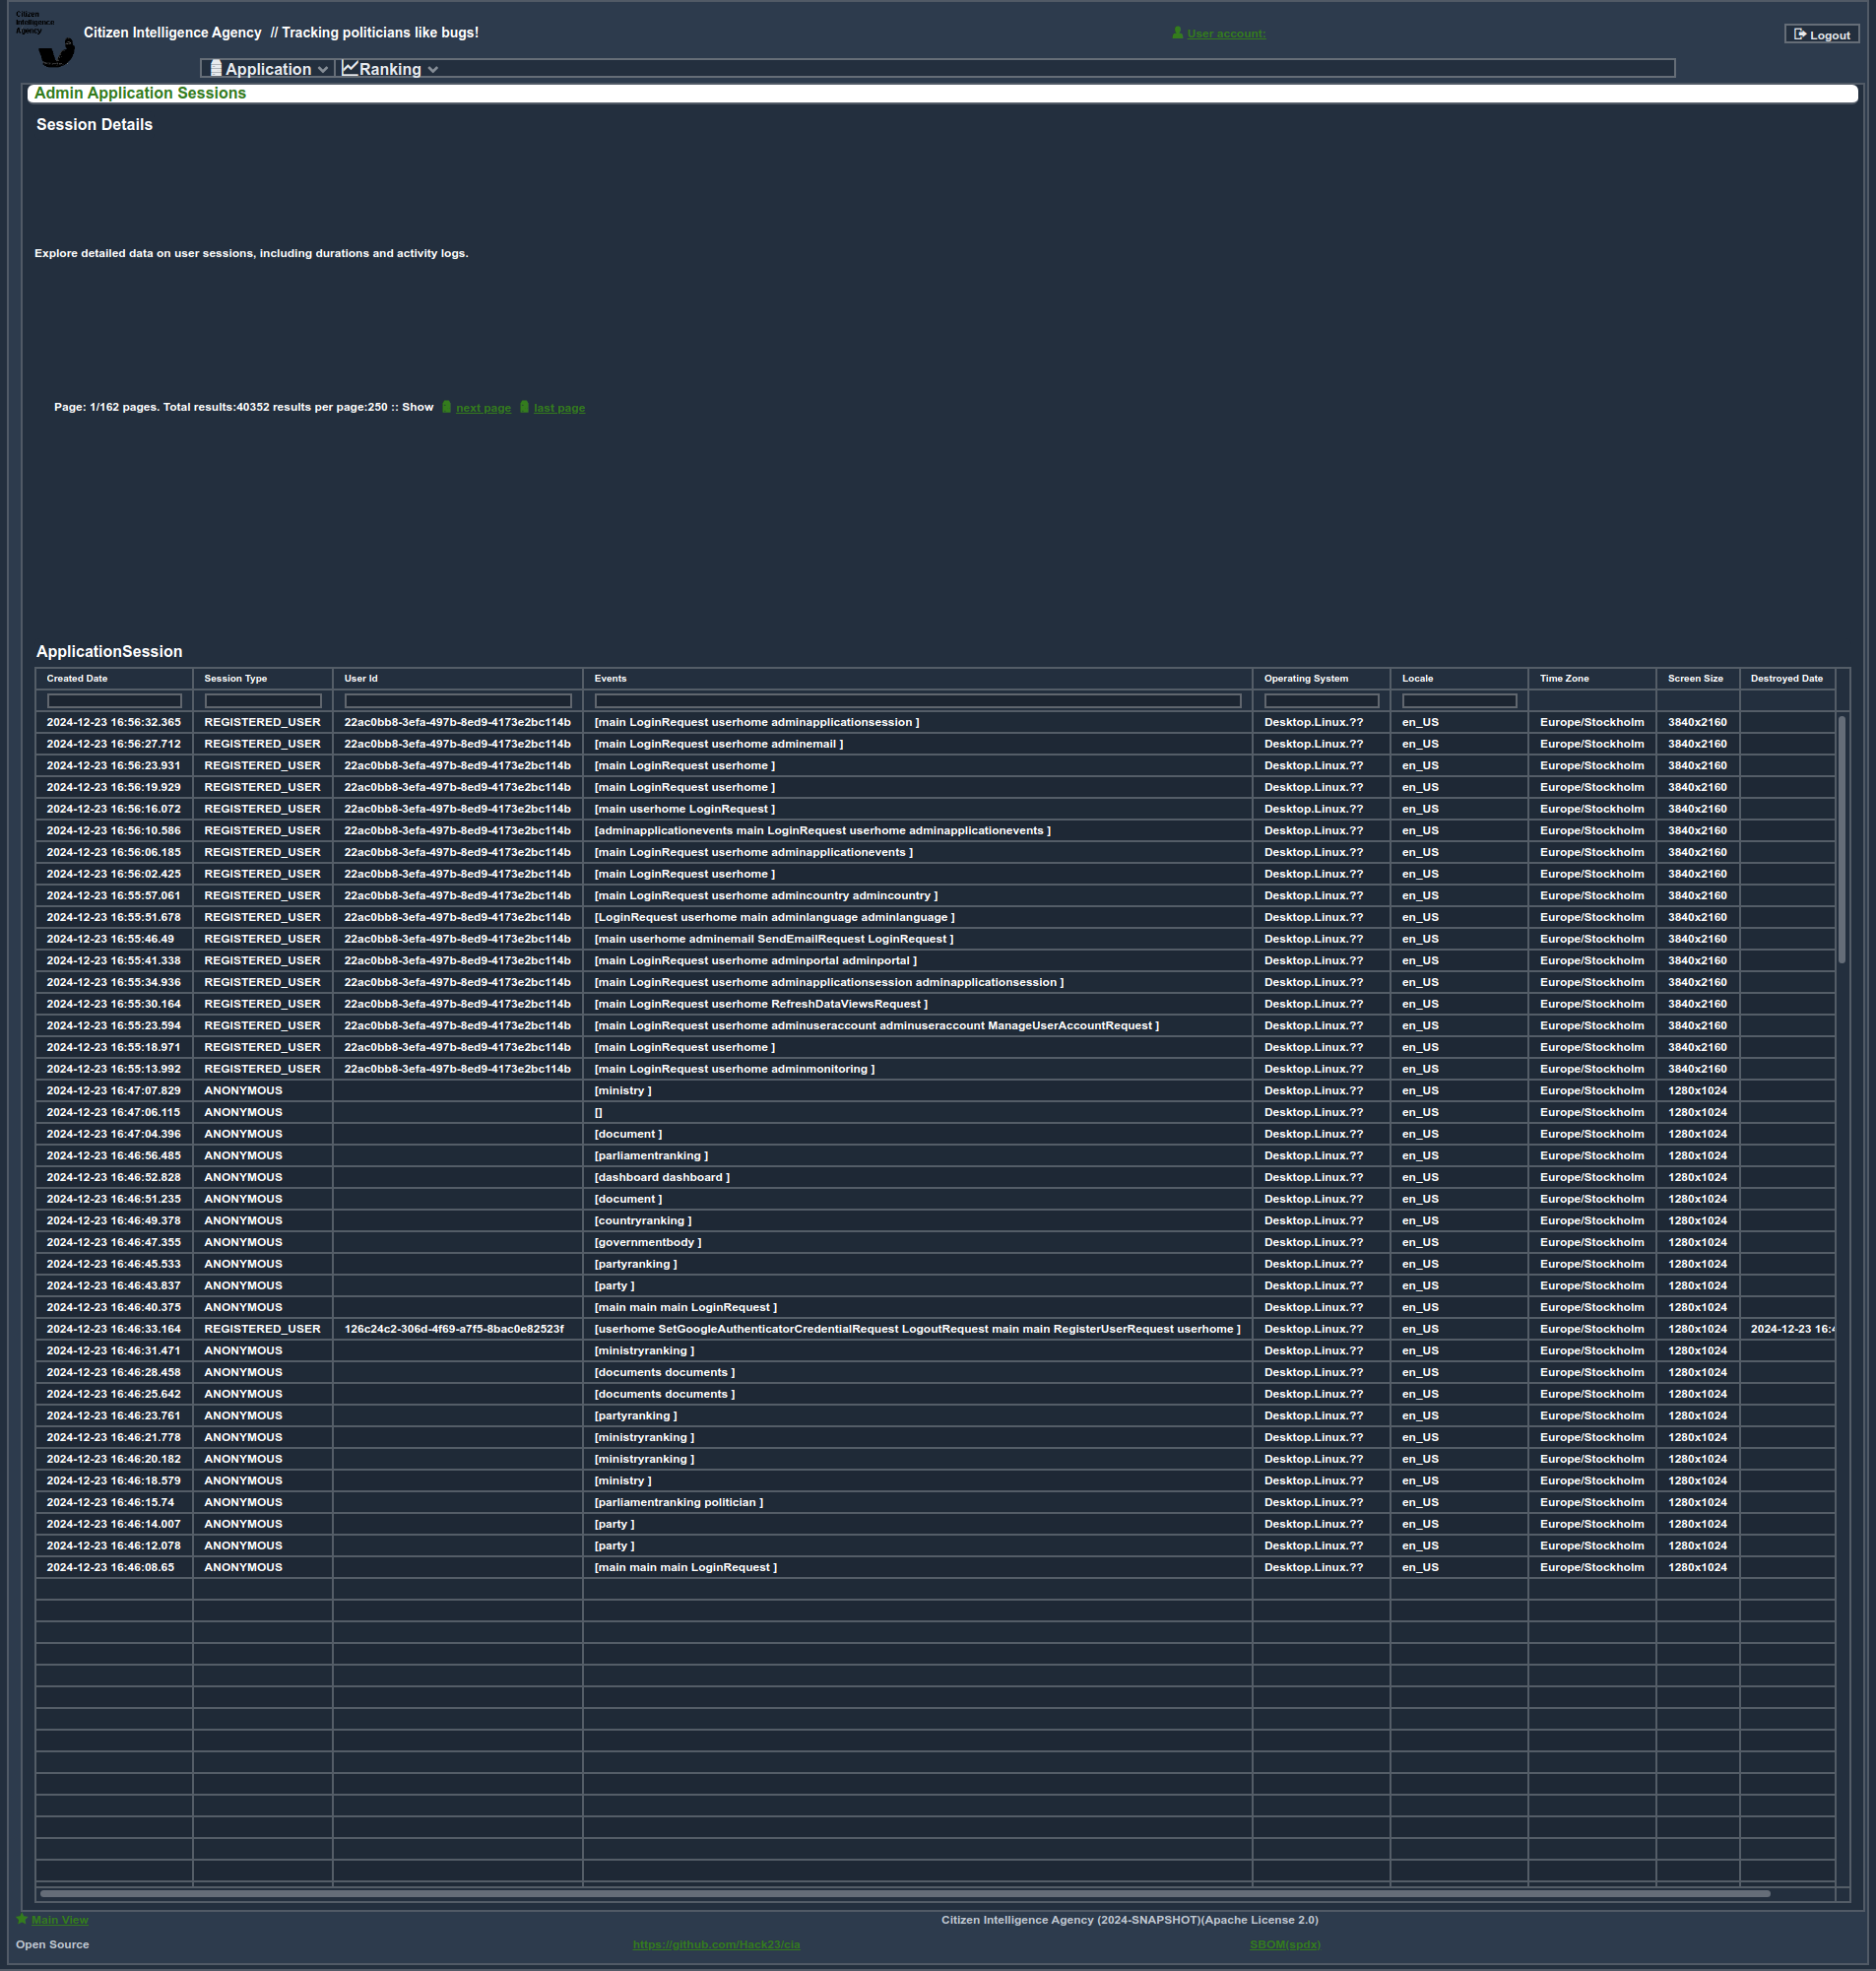 Citizen
Intelligence
Agency
Citizen Intelligence Agency // Tracking politicians like bugs!
User account:
Logout
Application Ranking
Admin Application Sessions
Session Details
Explore detailed data on user sessions, including durations and activity logs.
Page: 1/162 pages. Total results:40352 results per page:250 :: Show next page last page
ApplicationSession
Created Date Session Type User Id Events Operating System Locale Time Zone Screen Size Destroyed Date
2024-12-23 16:56:32.365 REGISTERED_USER 22ac0bb8-3efa-497b-8ed9-4173e2bc114b [main LoginRequest userhome adminapplicationsession ] Desktop.Linux.?? en_US Europe/Stockholm 3840x2160
2024-12-23 16:56:27.712 REGISTERED_USER 22ac0bb8-3efa-497b-8ed9-4173e2bc114b [main LoginRequest userhome adminemail ] Desktop.Linux.?? en_US Europe/Stockholm 3840x2160
2024-12-23 16:56:23.931 REGISTERED_USER 22ac0bb8-3efa-497b-8ed9-4173e2bc114b [main LoginRequest userhome ] Desktop.Linux.?? en_US Europe/Stockholm 3840x2160
2024-12-23 16:56:19.929 REGISTERED_USER 22ac0bb8-3efa-497b-8ed9-4173e2bc114b [main LoginRequest userhome ] Desktop.Linux.?? en_US Europe/Stockholm 3840x2160
2024-12-23 16:56:16.072 REGISTERED_USER 22ac0bb8-3efa-497b-8ed9-4173e2bc114b [main userhome LoginRequest ] Desktop.Linux.?? en_US Europe/Stockholm 3840x2160
2024-12-23 16:56:10.586 REGISTERED_USER 22ac0bb8-3efa-497b-8ed9-4173e2bc114b [adminapplicationevents main LoginRequest userhome adminapplicationevents ] Desktop.Linux.?? en_US Europe/Stockholm 3840x2160
2024-12-23 16:56:06.185 REGISTERED_USER 22ac0bb8-3efa-497b-8ed9-4173e2bc114b [main LoginRequest userhome adminapplicationevents ] Desktop.Linux.?? en_US Europe/Stockholm 3840x2160
2024-12-23 16:56:02.425 REGISTERED_USER 22ac0bb8-3efa-497b-8ed9-4173e2bc114b [main LoginRequest userhome ] Desktop.Linux.?? en_US Europe/Stockholm 3840x2160
2024-12-23 16:55:57.061 REGISTERED_USER 22ac0bb8-3efa-497b-8ed9-4173e2bc114b [main LoginRequest userhome admincountry admincountry ] Desktop.Linux.?? en_US Europe/Stockholm 3840x2160
2024-12-23 16:55:51.678 REGISTERED_USER 22ac0bb8-3efa-497b-8ed9-4173e2bc114b [LoginRequest userhome main adminlanguage adminlanguage ] Desktop.Linux.?? en_US Europe/Stockholm 3840x2160
2024-12-23 16:55:46.49 REGISTERED_USER 22ac0bb8-3efa-497b-8ed9-4173e2bc114b [main userhome adminemail SendEmailRequest LoginRequest ] Desktop.Linux.?? en_US Europe/Stockholm 3840x2160
2024-12-23 16:55:41.338 REGISTERED_USER 22ac0bb8-3efa-497b-8ed9-4173e2bc114b [main LoginRequest userhome adminportal adminportal ] Desktop.Linux.?? en_US Europe/Stockholm 3840x2160
2024-12-23 16:55:34.936 REGISTERED_USER 22ac0bb8-3efa-497b-8ed9-4173e2bc114b [main LoginRequest userhome adminapplicationsession adminapplicationsession ] Desktop.Linux.?? en_US Europe/Stockholm 3840x2160
2024-12-23 16:55:30.164 REGISTERED_USER 22ac0bb8-3efa-497b-8ed9-4173e2bc114b [main LoginRequest userhome RefreshDataViewsRequest ] Desktop.Linux.?? en_US Europe/Stockholm 3840x2160
2024-12-23 16:55:23.594 REGISTERED_USER 22ac0bb8-3efa-497b-8ed9-4173e2bc114b [main LoginRequest userhome adminuseraccount adminuseraccount ManageUserAccountRequest ] Desktop.Linux.?? en_US Europe/Stockholm 3840x2160
2024-12-23 16:55:18.971 REGISTERED_USER 22ac0bb8-3efa-497b-8ed9-4173e2bc114b [main LoginRequest userhome ] Desktop.Linux.?? en_US Europe/Stockholm 3840x2160
2024-12-23 16:55:13.992 REGISTERED_USER 22ac0bb8-3efa-497b-8ed9-4173e2bc114b [main LoginRequest userhome adminmonitoring ] Desktop.Linux.?? en_US Europe/Stockholm 3840x2160
2024-12-23 16:47:07.829 ANONYMOUS [ministry ] Desktop.Linux.?? en_US Europe/Stockholm 1280x1024
2024-12-23 16:47:06.115 ANONYMOUS [] Desktop.Linux.?? en_US Europe/Stockholm 1280x1024
2024-12-23 16:47:04.396 ANONYMOUS [document ] Desktop.Linux.?? en_US Europe/Stockholm 1280x1024
2024-12-23 16:46:56.485 ANONYMOUS [parliamentranking ] Desktop.Linux.?? en_US Europe/Stockholm 1280x1024
2024-12-23 16:46:52.828 ANONYMOUS [dashboard dashboard ] Desktop.Linux.?? en_US Europe/Stockholm 1280x1024
2024-12-23 16:46:51.235 ANONYMOUS [document ] Desktop.Linux.?? en_US Europe/Stockholm 1280x1024
2024-12-23 16:46:49.378 ANONYMOUS [countryranking ] Desktop.Linux.?? en_US Europe/Stockholm 1280x1024
2024-12-23 16:46:47.355 ANONYMOUS [governmentbody ] Desktop.Linux.?? en_US Europe/Stockholm 1280x1024
2024-12-23 16:46:45.533 ANONYMOUS [partyranking ] Desktop.Linux.?? en_US Europe/Stockholm 1280x1024
2024-12-23 16:46:43.837 ANONYMOUS [party ] Desktop.Linux.?? en_US Europe/Stockholm 1280x1024
2024-12-23 16:46:40.375 ANONYMOUS [main main main LoginRequest ] Desktop.Linux.?? en_US Europe/Stockholm 1280x1024
2024-12-23 16:46:33.164 REGISTERED_USER 126c24c2-306d-4f69-a7f5-8bac0e82523f [userhome SetGoogleAuthenticatorCredentialRequest LogoutRequest main main RegisterUserRequest userhome ] Desktop.Linux.?? en_US Europe/Stockholm 1280x1024 2024-12-23 16:4
2024-12-23 16:46:31.471 ANONYMOUS [ministryranking ] Desktop.Linux.?? en_US Europe/Stockholm 1280x1024
2024-12-23 16:46:28.458 ANONYMOUS [documents documents ] Desktop.Linux.?? en_US Europe/Stockholm 1280x1024
2024-12-23 16:46:25.642 ANONYMOUS [documents documents ] Desktop.Linux.?? en_US Europe/Stockholm 1280x1024
2024-12-23 16:46:23.761 ANONYMOUS [partyranking ] Desktop.Linux.?? en_US Europe/Stockholm 1280x1024
2024-12-23 16:46:21.778 ANONYMOUS [ministryranking ] Desktop.Linux.?? en_US Europe/Stockholm 1280x1024
2024-12-23 16:46:20.182 ANONYMOUS [ministryranking ] Desktop.Linux.?? en_US Europe/Stockholm 1280x1024
2024-12-23 16:46:18.579 ANONYMOUS [ministry ] Desktop.Linux.?? en_US Europe/Stockholm 1280x1024
2024-12-23 16:46:15.74 ANONYMOUS [parliamentranking politician ] Desktop.Linux.?? en_US Europe/Stockholm 1280x1024
2024-12-23 16:46:14.007 ANONYMOUS [party ] Desktop.Linux.?? en_US Europe/Stockholm 1280x1024
2024-12-23 16:46:12.078 ANONYMOUS [party ] Desktop.Linux.?? en_US Europe/Stockholm 1280x1024
2024-12-23 16:46:08.65 ANONYMOUS [main main main LoginRequest ] Desktop.Linux.?? en_US Europe/Stockholm 1280x1024
Main View
Citizen Intelligence Agency (2024-SNAPSHOT)(Apache License 2.0)
Open Source
https://github.com/Hack23/cia
SBOM(spdx)